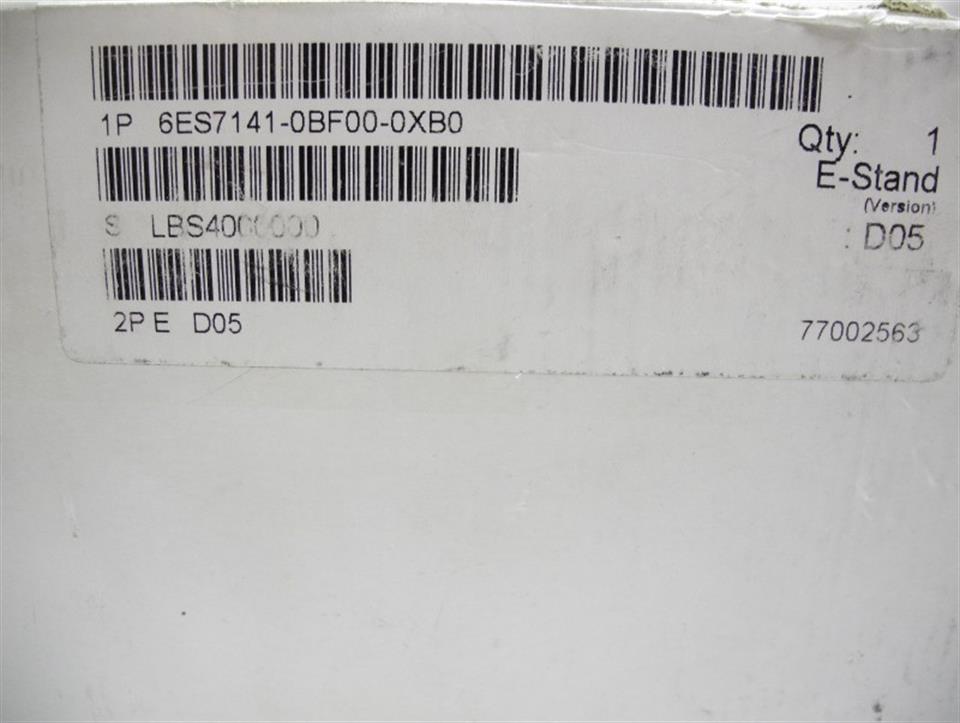 1P 6ES7141-0BF00-0XB0
Qty: 1
E-Stand
(Version)
: D05
S
2P E D05
77002563